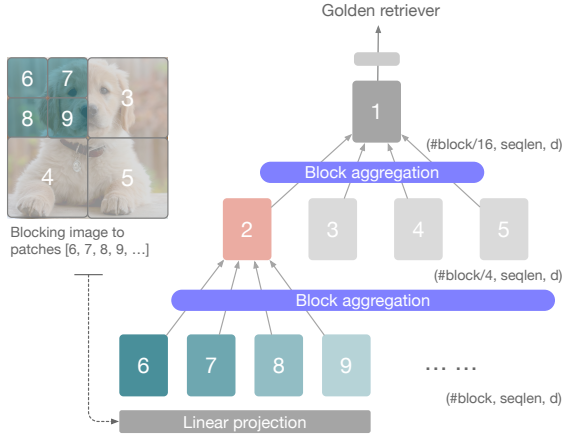 Golden retriever
6
7
3
8
9
4
5
Blocking image to
patches [6, 7, 8, 9, ...]
1
(#block/16, seqlen, d)
Block aggregation
2
3
4
5
(#block/4, seqlen, d)
Block aggregation
6
7
8
9
... ...
(#block, seqlen, d)
Linear projection